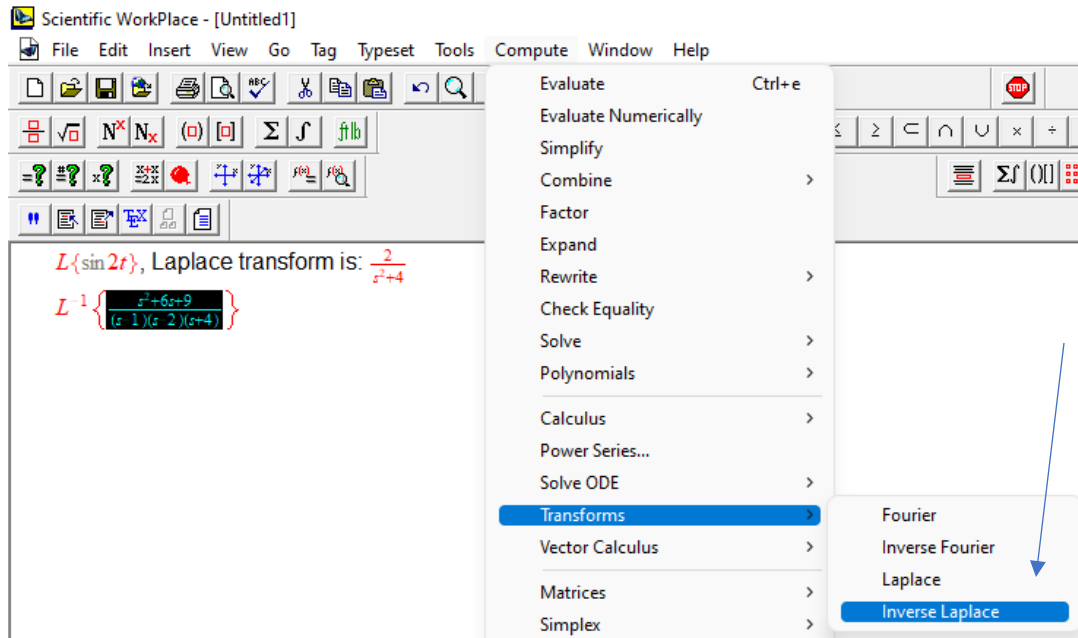 Scientific WorkPlace - [Untitled1]
File Edit Insert View Go Tag Typeset Tools Compute Window Help
L{sin 2t}, Laplace transform is: 2/(s²+4)
L⁻¹{(s²+6s+9)/((s-1)(s-2)(s+4))}
Evaluate Ctrl+e
Evaluate Numerically
Simplify
Combine
Factor
Expand
Rewrite
Check Equality
Solve
Polynomials
Calculus
Power Series...
Solve ODE
Transforms
Vector Calculus
Matrices
Simplex
Fourier
Inverse Fourier
Laplace
Inverse Laplace